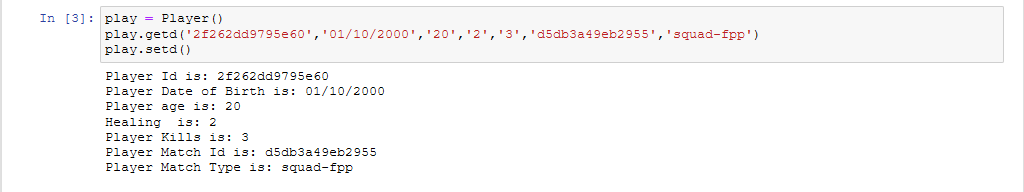 In [3]: play = Player()
play.getd('2f262dd9795e60','01/10/2000','20','2','3','d5db3a49eb2955','squad-fpp')
play.setd()
Player Id is: 2f262dd9795e60
Player Date of Birth is: 01/10/2000
Player age is: 20
Healing  is: 2
Player Kills is: 3
Player Match Id is: d5db3a49eb2955
Player Match Type is: squad-fpp